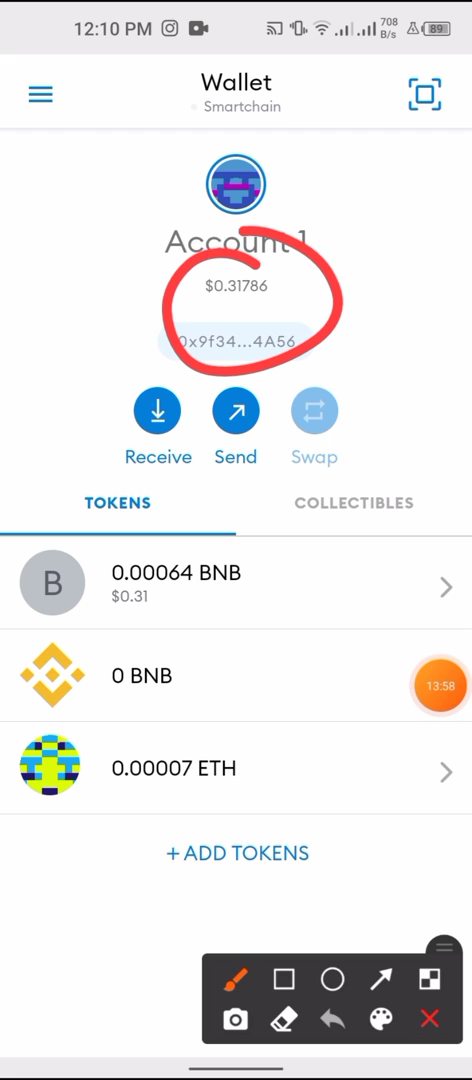 12:10 PM
708
B/s
89
Wallet
Smartchain
Account 1
$0.31786
0x9f34...4A56
Receive
Send
Swap
TOKENS
COLLECTIBLES
B
0.00064 BNB
$0.31
0 BNB
13:58
0.00007 ETH
+ ADD TOKENS